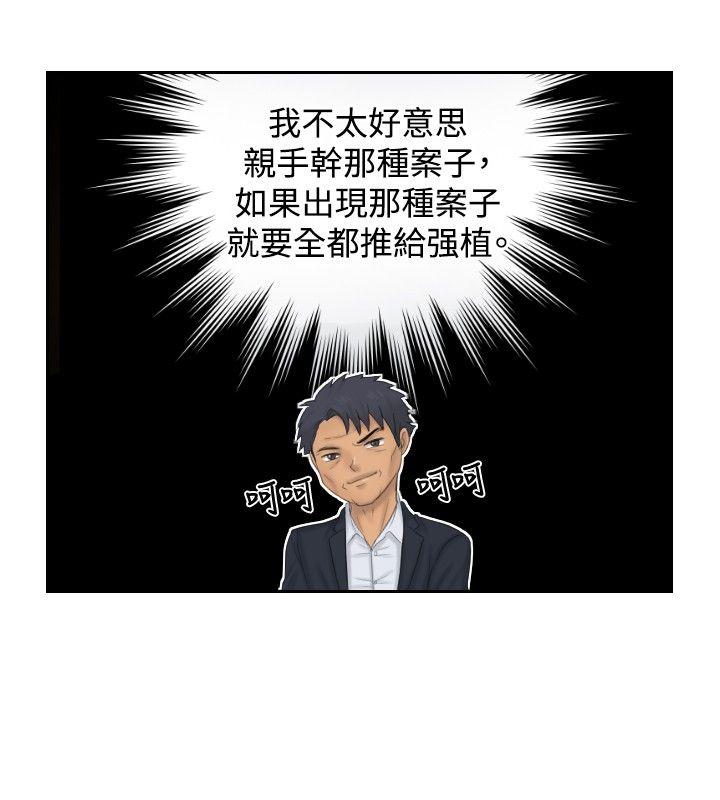 我不太好意思
親手幹那種案子，
如果出現那種案子
就要全都推給强植。
呵呵
呵呵